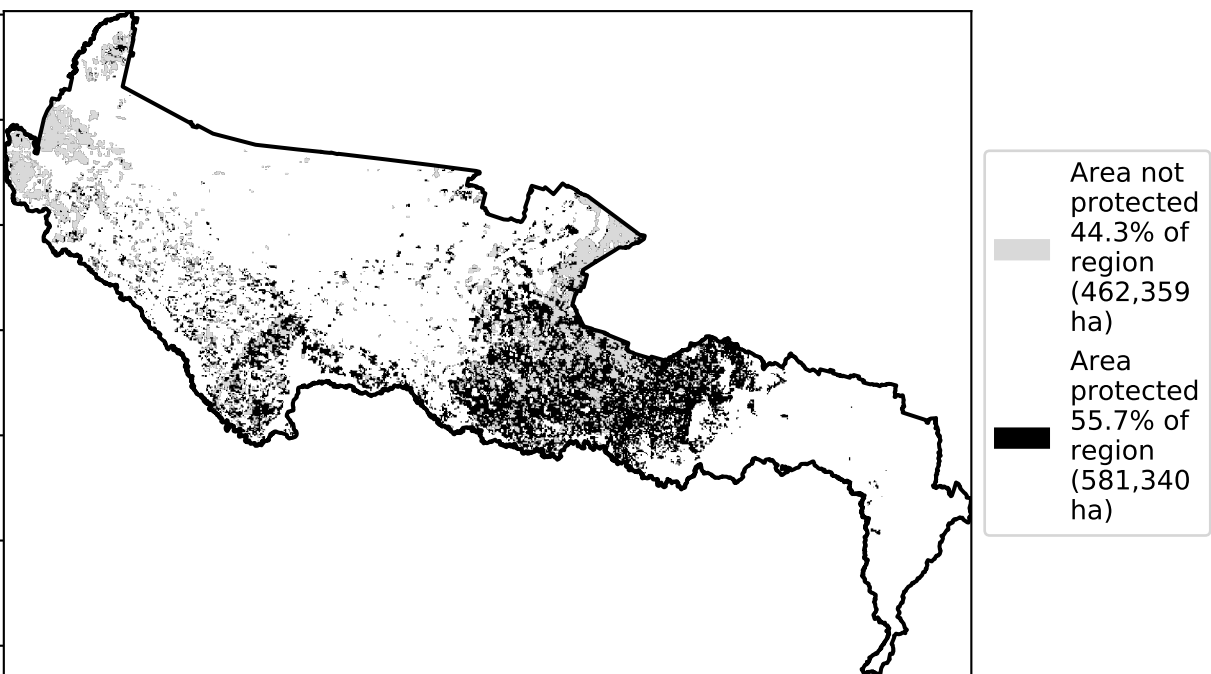 Area not
protected
44.3% of
region
(462,359
ha)
Area
protected
55.7% of
region
(581,340
ha)